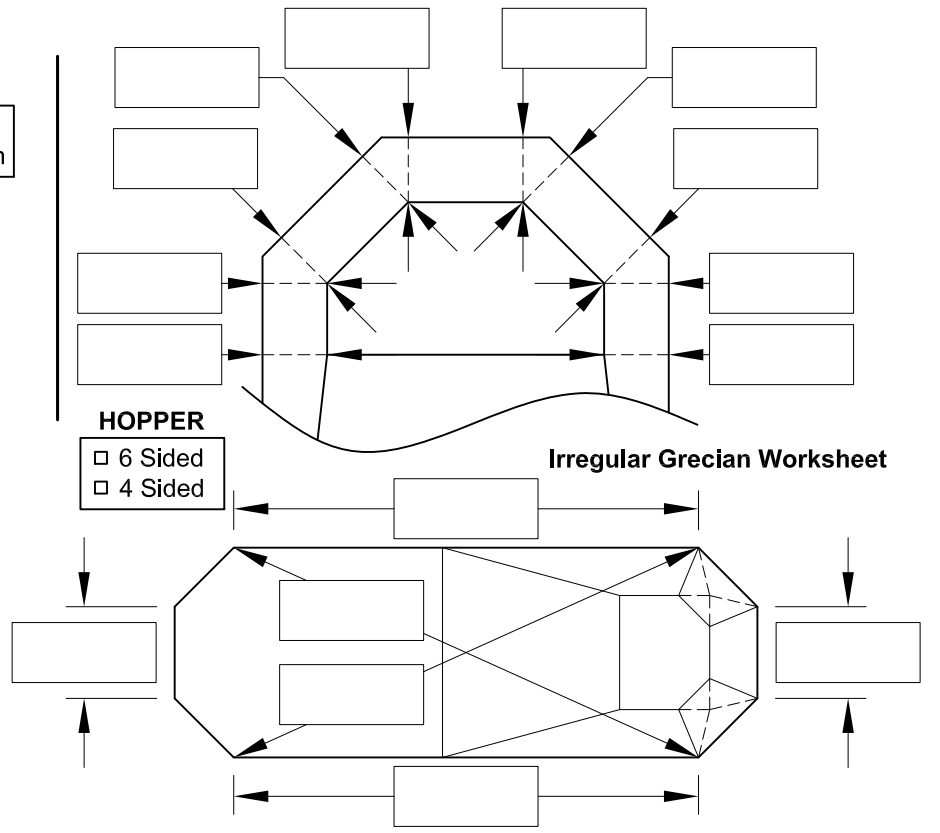 HOPPER
□ 6 Sided
□ 4 Sided
Irregular Grecian Worksheet